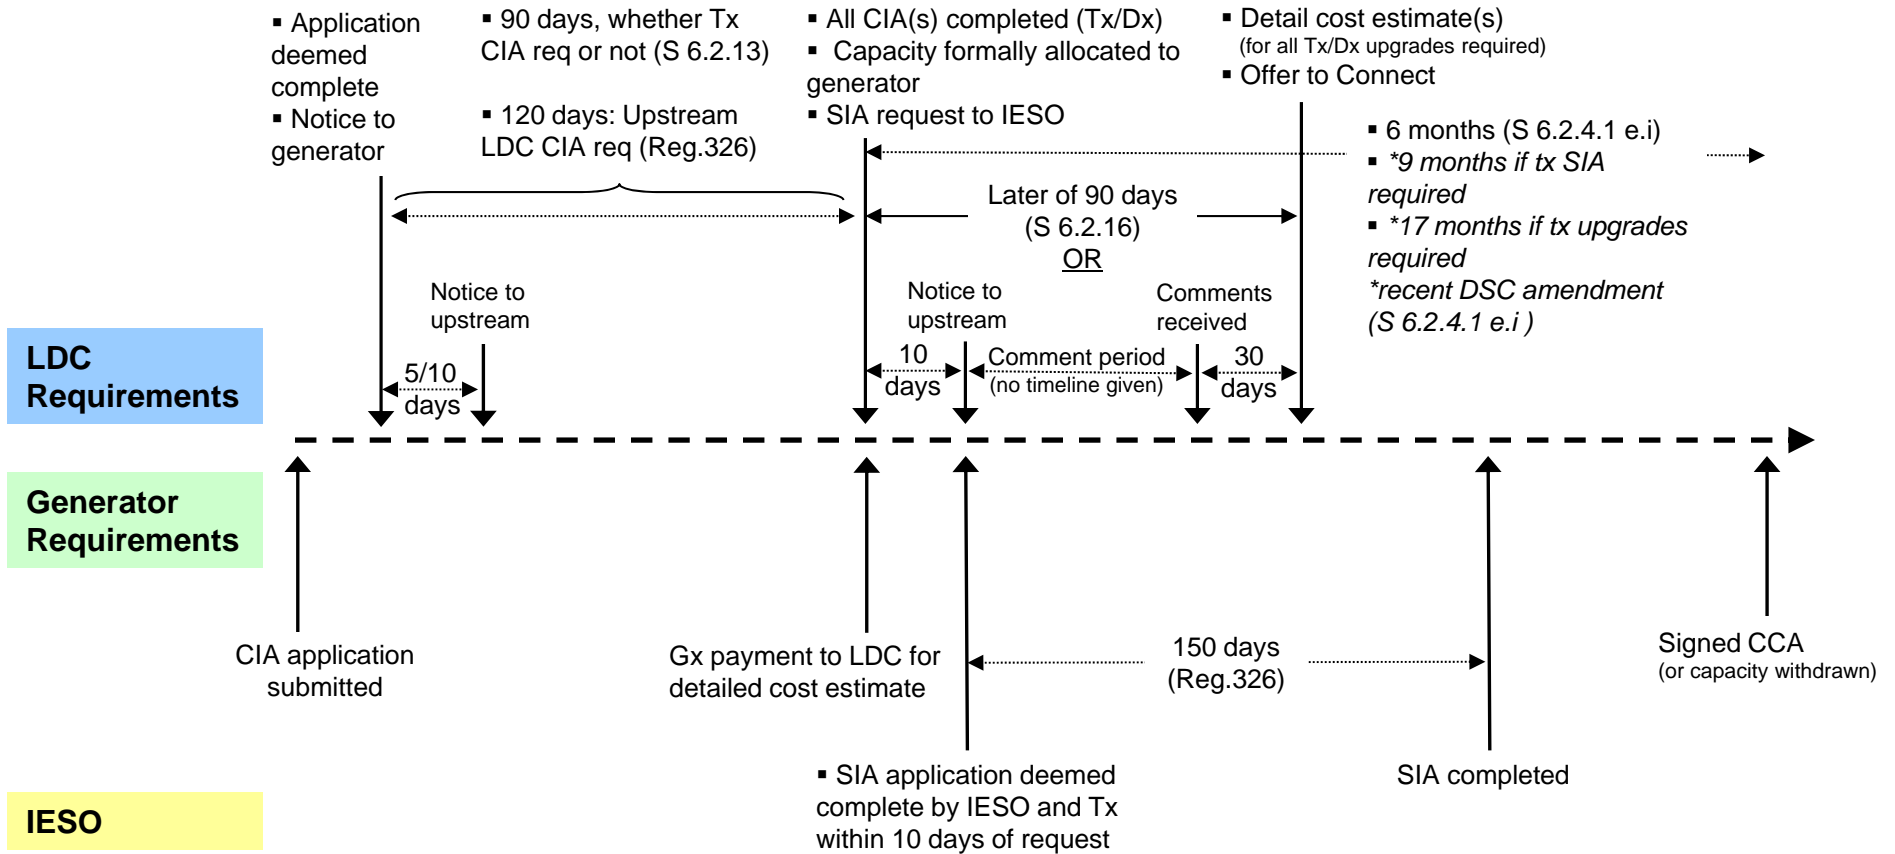 ▪ Application
deemed
complete
▪ Notice to
generator
▪ 90 days, whether Tx
CIA req or not (S 6.2.13)
▪ 120 days: Upstream
LDC CIA req (Reg.326)
▪ All CIA(s) completed (Tx/Dx)
▪ Capacity formally allocated to
generator
▪ SIA request to IESO
▪ Detail cost estimate(s)
(for all Tx/Dx upgrades required)
▪ Offer to Connect
▪ 6 months (S 6.2.4.1 e.i)
▪ *9 months if tx SIA
required
▪ *17 months if tx upgrades
required
*recent DSC amendment
(S 6.2.4.1 e.i )
Later of 90 days
(S 6.2.16)
OR
Notice to
upstream
Notice to
upstream
Comments
received
LDC
Requirements
5/10
days
10
days
Comment period
(no timeline given)
30
days
Generator
Requirements
CIA application
submitted
Gx payment to LDC for
detailed cost estimate
150 days
(Reg.326)
Signed CCA
(or capacity withdrawn)
IESO
▪ SIA application deemed
complete by IESO and Tx
within 10 days of request
SIA completed